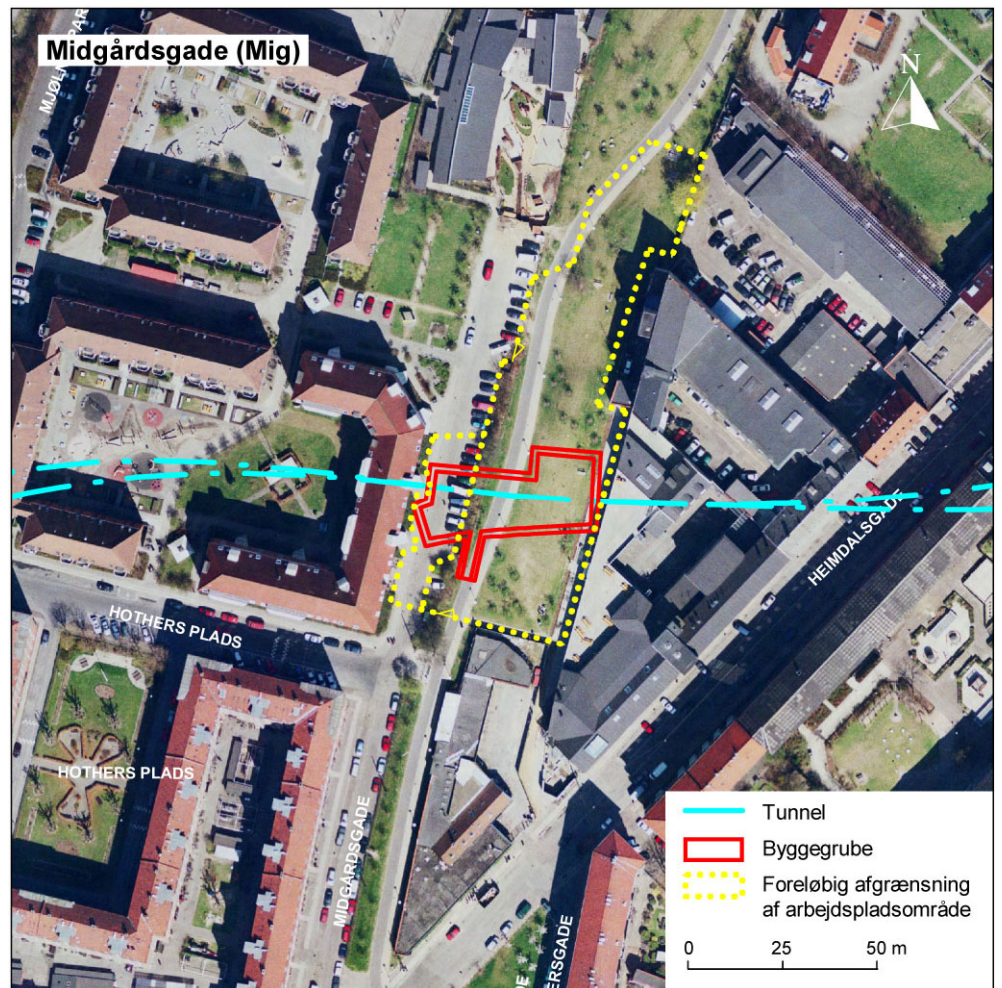 Midgårdsgade (Mig)
N
HEIMDALSGADE
HOTHERS PLADS
HOTHERS PLADS
MIDGÅRDSGADE
Tunnel
Byggegrube
Foreløbig afgrænsning
af arbejdspladsområde
0 25 50 m